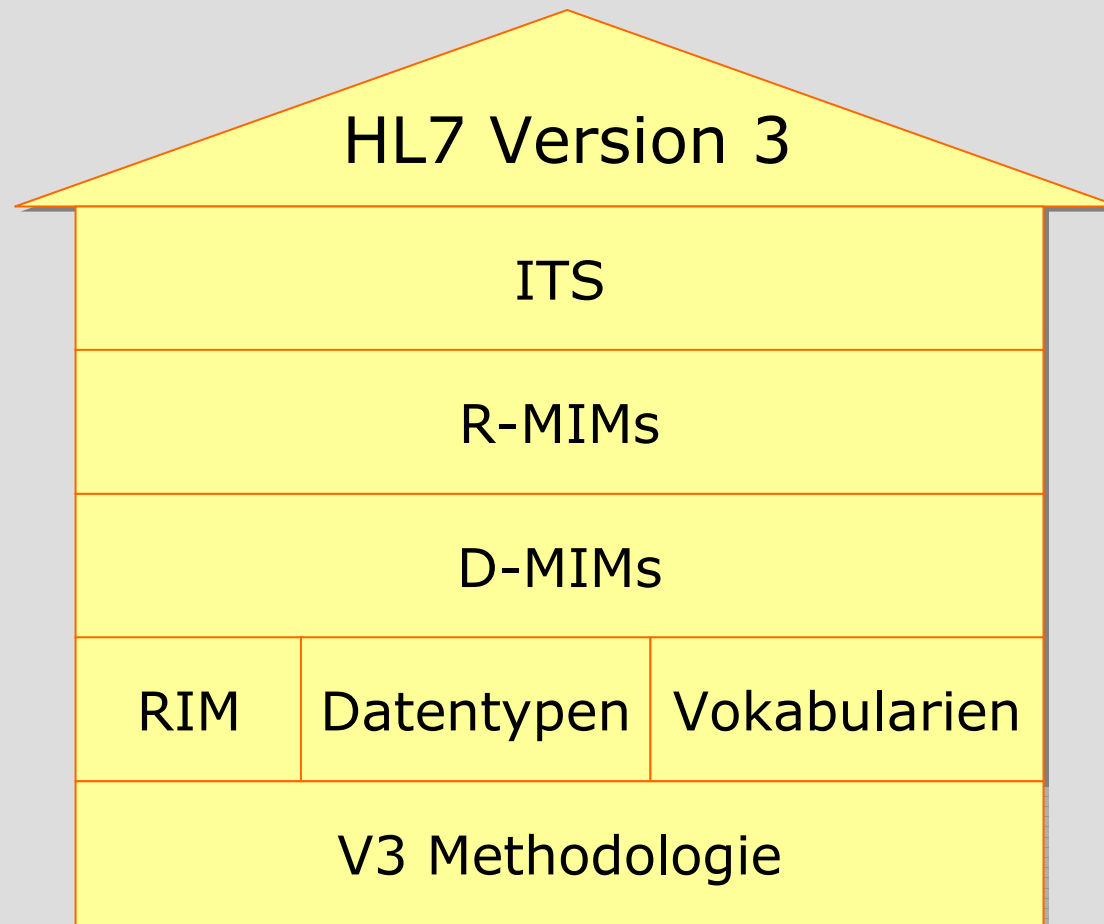 HL7 Version 3
ITS
R-MIMs
D-MIMs
RIM
Datentypen
Vokabularien
V3 Methodologie